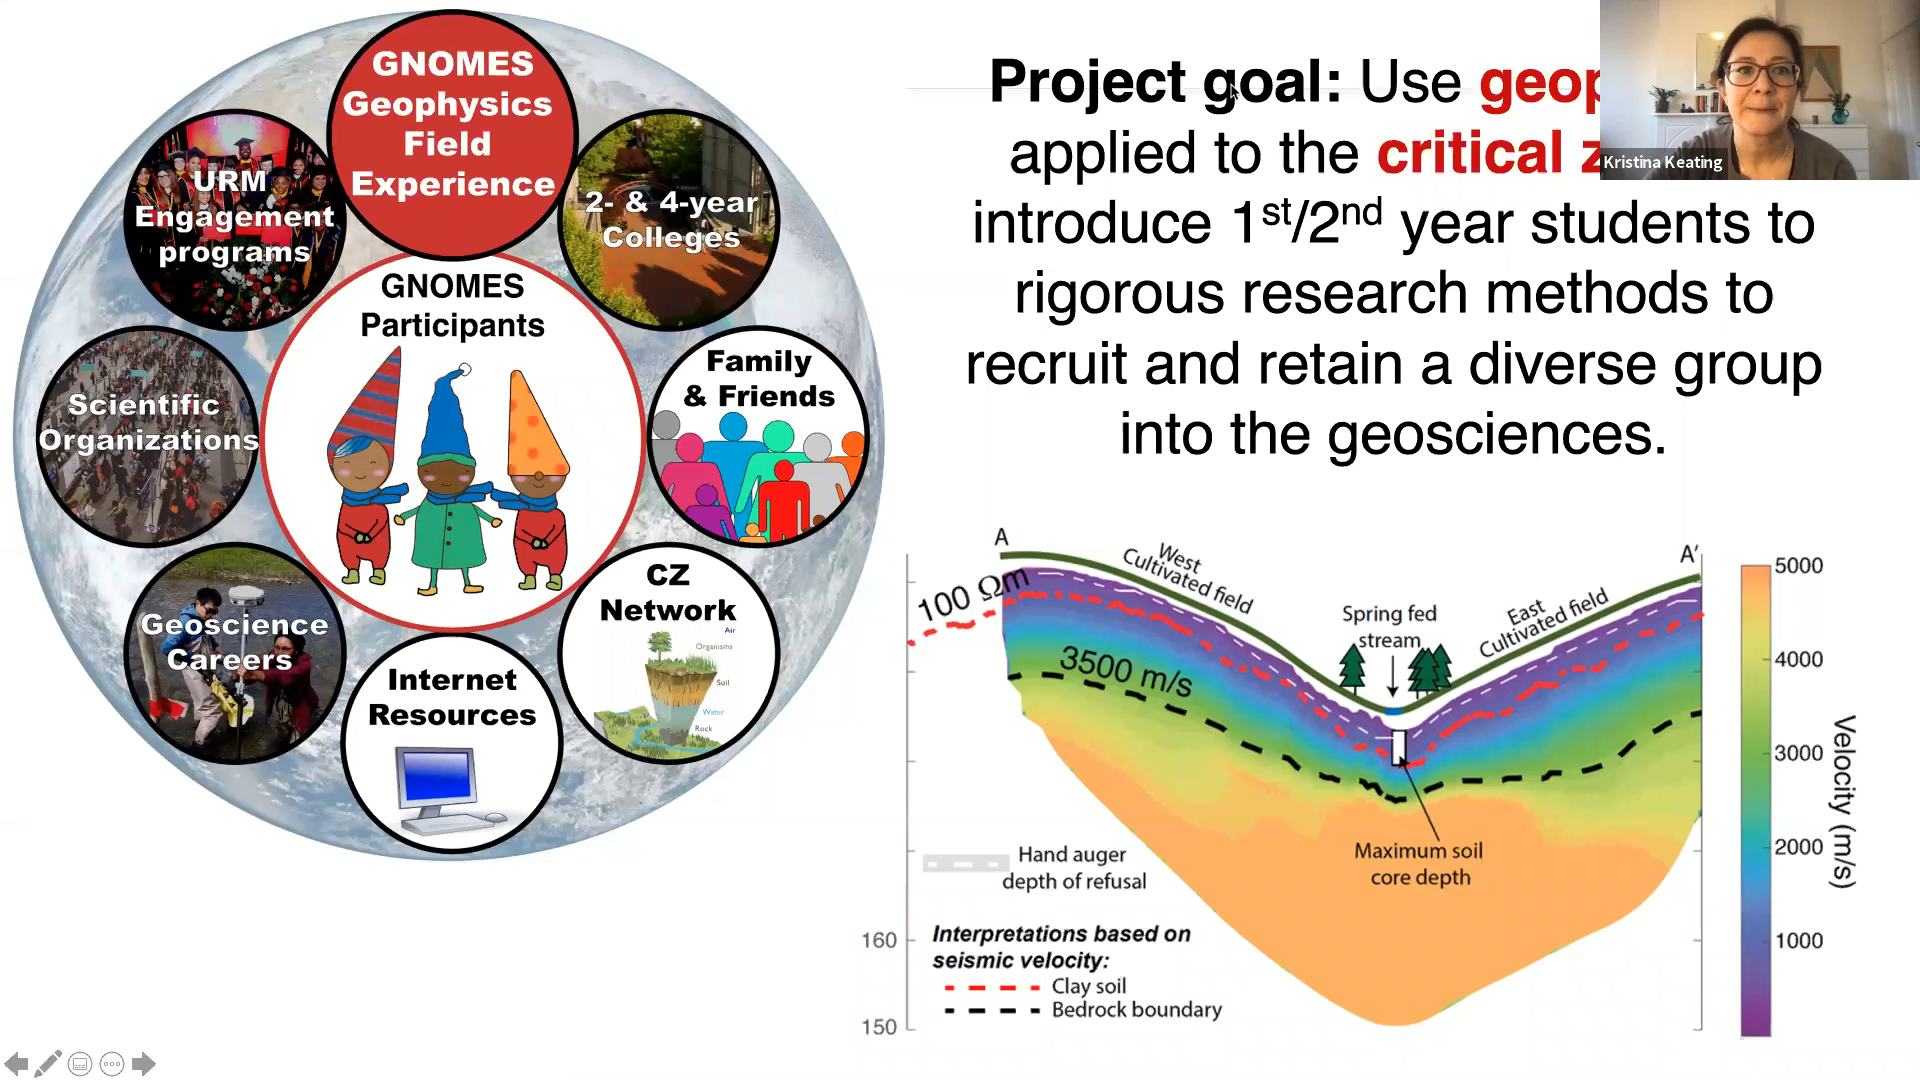 GNOMES
Geophysics
Field
Experience
URM
Engagement
programs
2- & 4-year
Colleges
GNOMES
Participants
Scientific
Organizations
Family
& Friends
Geoscience
Careers
CZ
Network
Air
Organisms
Soil
Water
Rock
Internet
Resources
Project goal: Use
applied to the critical
introduce 1st/2nd year students to
rigorous research methods to
recruit and retain a diverse group
into the geosciences.
Kristina Keating
A
A'
West
Cultivated field
Spring fed
stream
East
Cultivated field
100 Ωm
3500 m/s
Maximum soil
core depth
Hand auger
depth of refusal
Interpretations based on
seismic velocity:
Clay soil
Bedrock boundary
160
150
5000
4000
3000
2000
1000
Velocity (m/s)